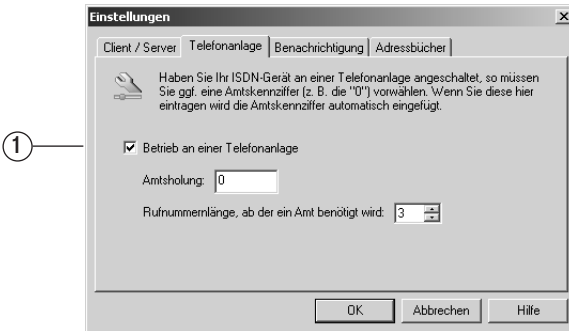 Einstellungen
Client / Server Telefonanlage Benachrichtigung Adressbücher
Haben Sie Ihr ISDN-Gerät an einer Telefonanlage angeschaltet, so müssen
Sie ggf. eine Amtskennziffer (z. B. die "0") vorwählen. Wenn Sie diese hier
eintragen wird die Amtskennziffer automatisch eingefügt.
1
Betrieb an einer Telefonanlage
Amtsholung: 0
Rufnummernlänge, ab der ein Amt benötigt wird: 3
OK Abbrechen Hilfe